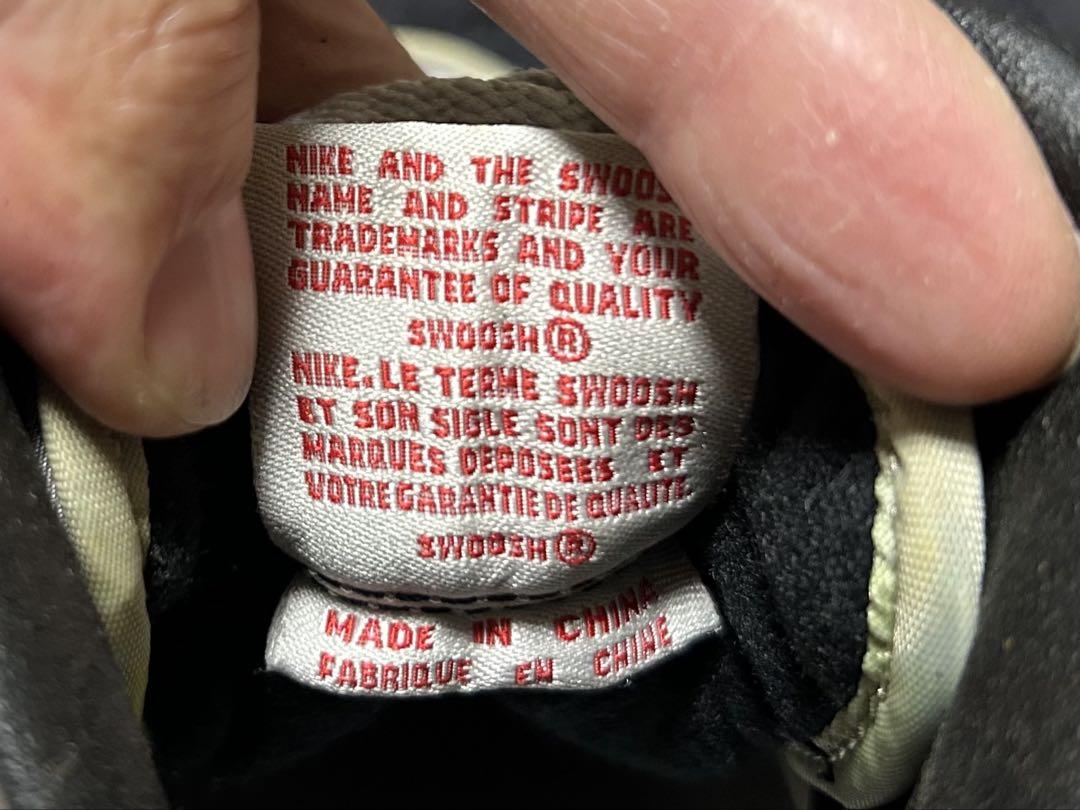 NIKE AND THE SWOOS
NAME AND STRIPE ARE
TRADEMARKS AND YOUR
GUARANTEE OF QUALITY
SWOOSH®
NIKE. LE TERME SWOOSH
ET SON SIGLE SONT DES
MARQUES DEPOSEES ET
VOTRE GARANTIE DE QUALITE.
SWOOSH®
MADE IN CHINA
FABRIQUE EN CHINE